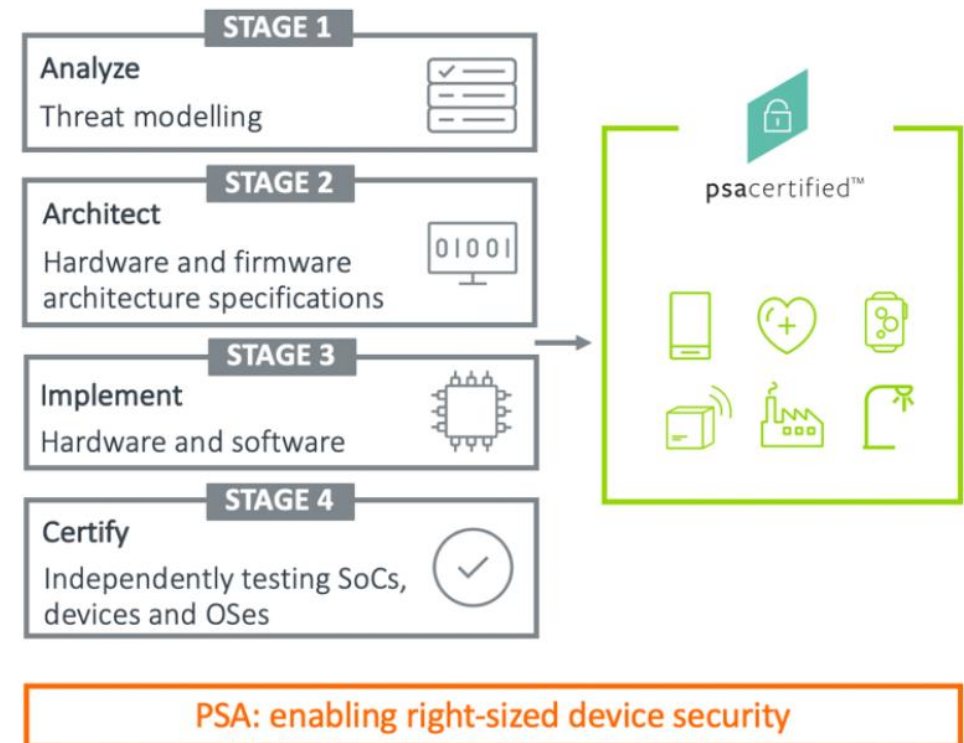 STAGE 1
Analyze
Threat modelling
STAGE 2
Architect
Hardware and firmware
architecture specifications
01001
STAGE 3
Implement
Hardware and software
STAGE 4
Certify
Independently testing SoCs,
devices and OSes
psacertified™
PSA: enabling right-sized device security